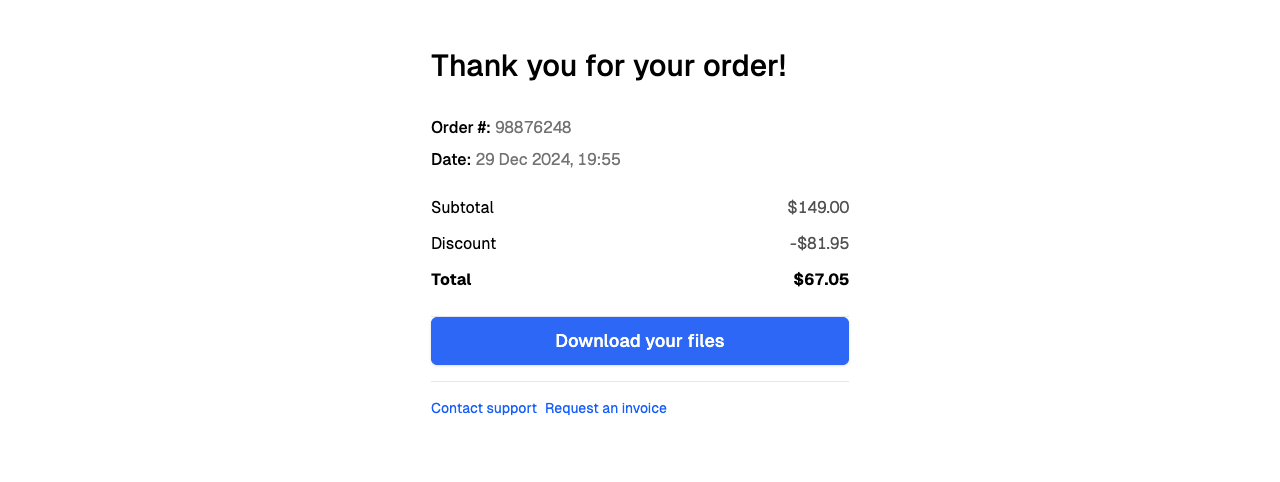 Thank you for your order!
Order #: 98876248
Date: 29 Dec 2024, 19:55
Subtotal $149.00
Discount -$81.95
Total $67.05
Download your files
Contact support Request an invoice